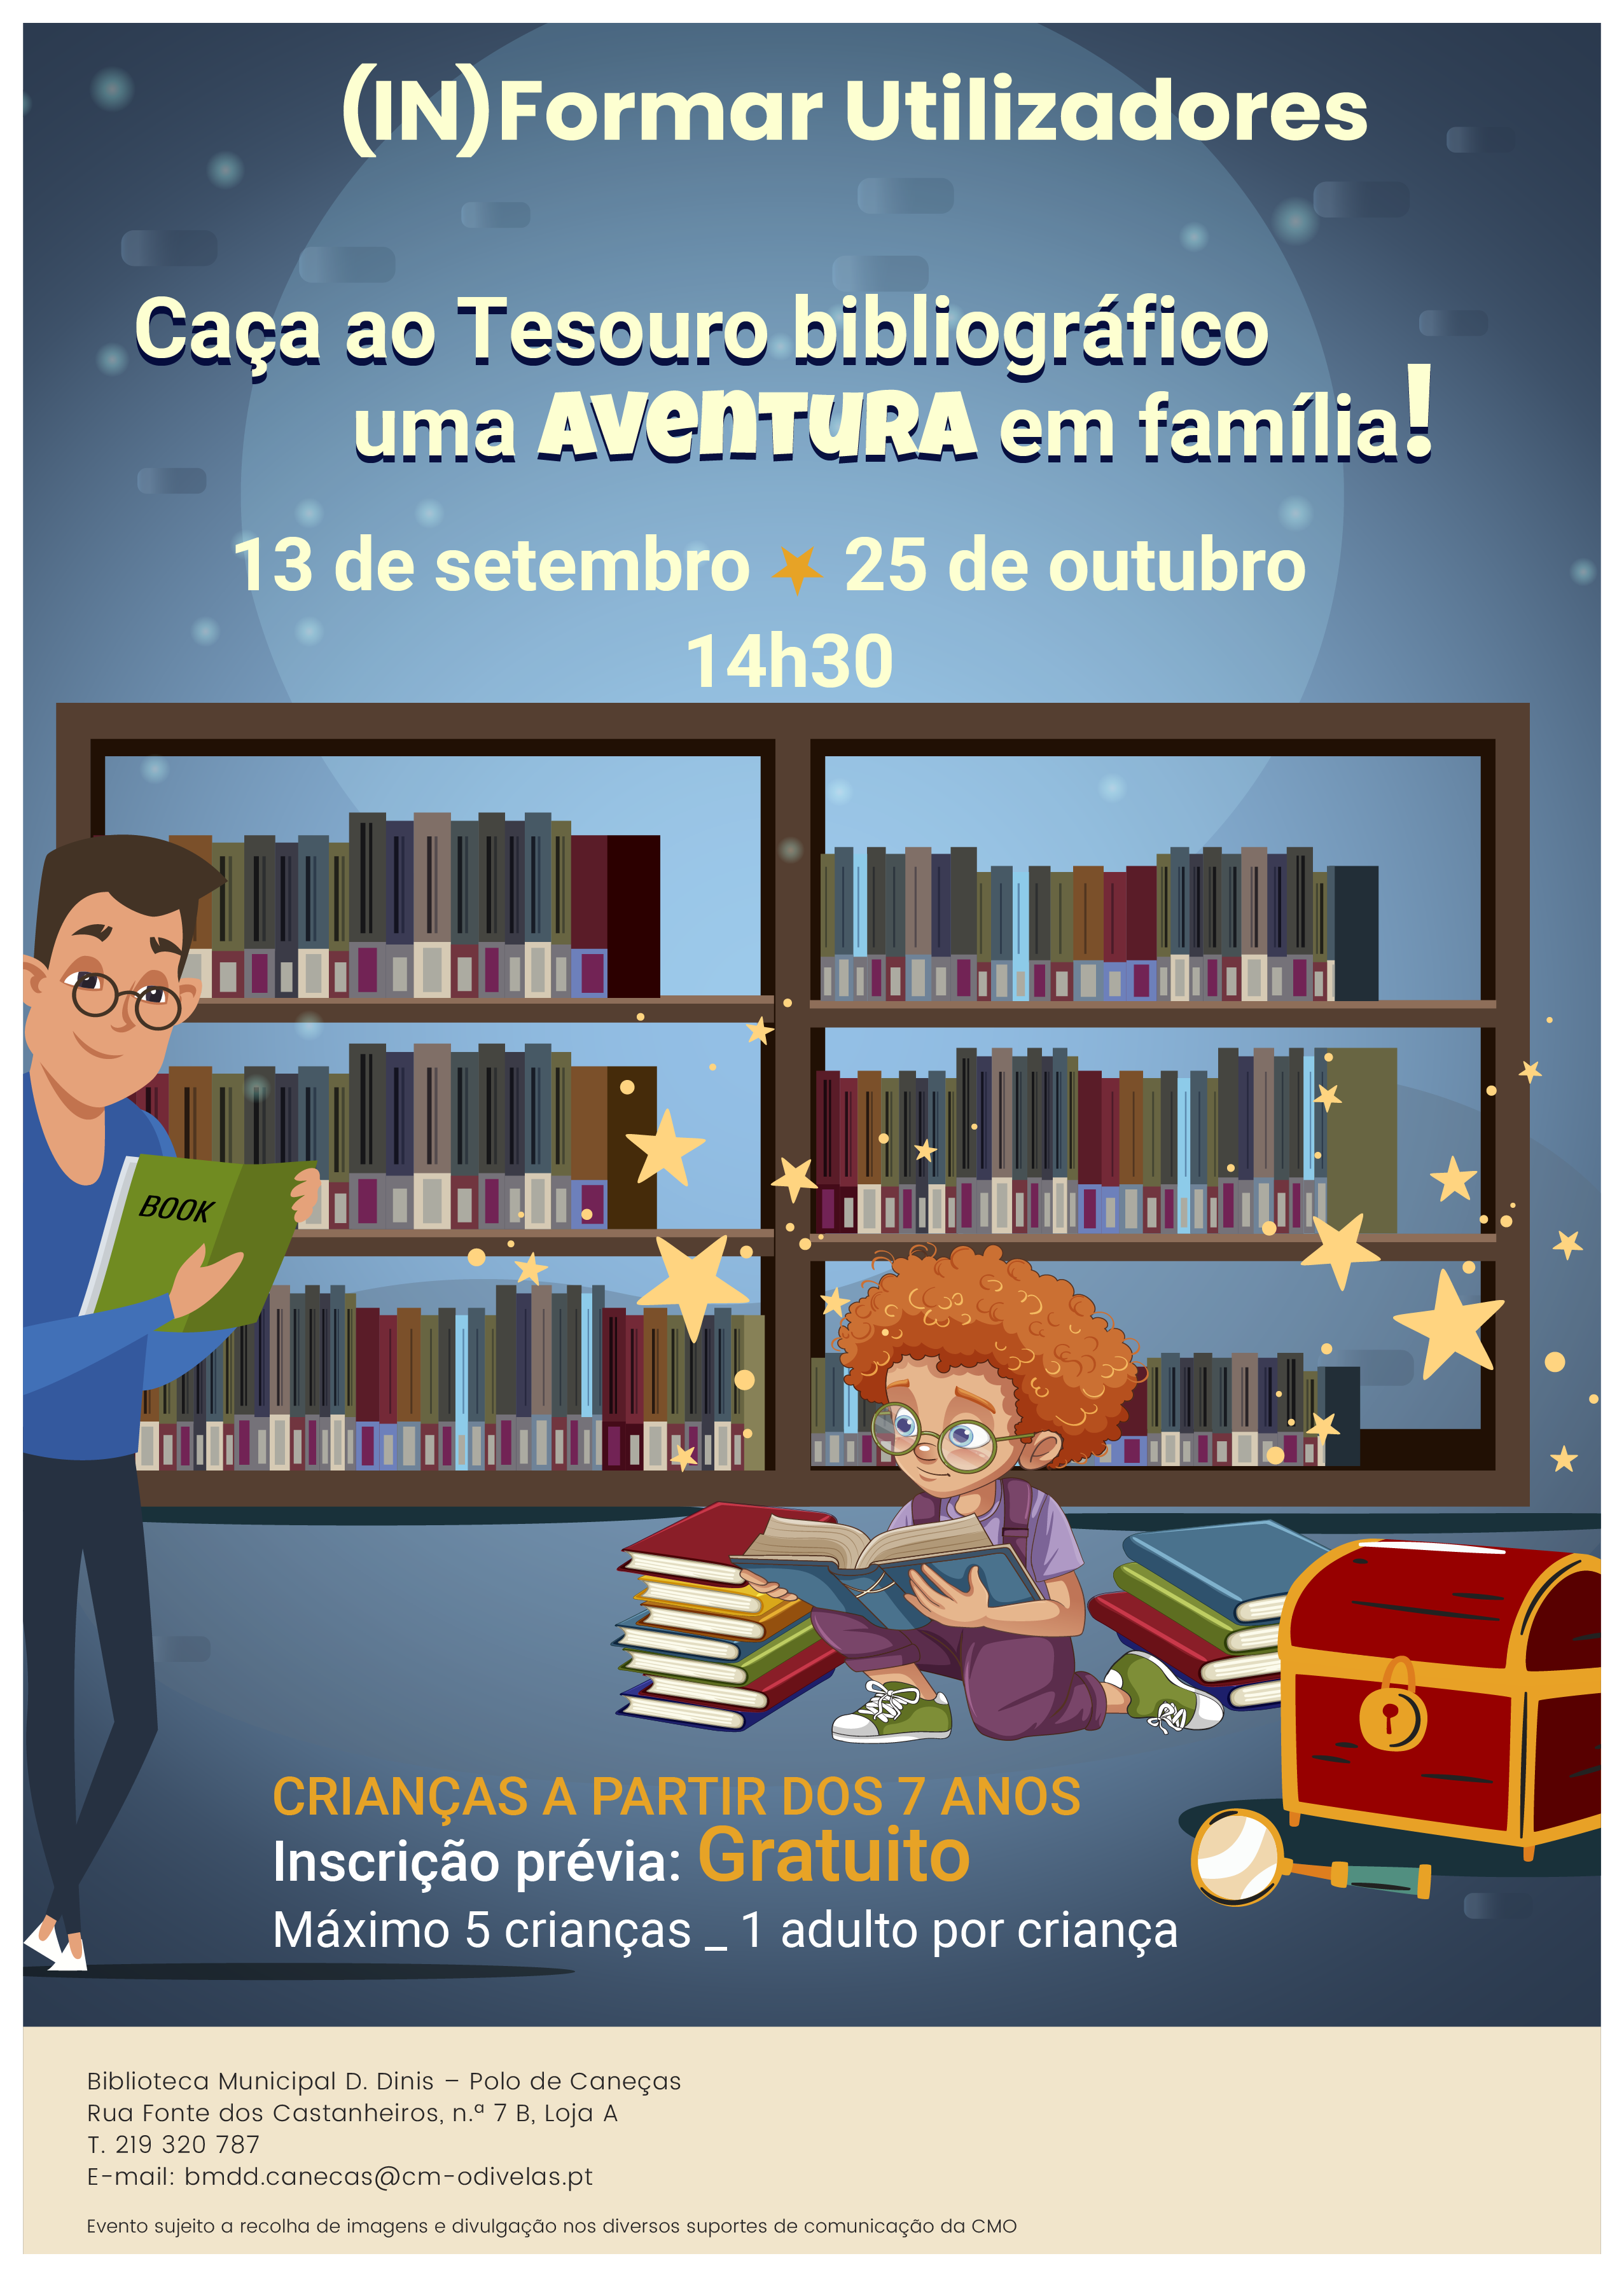 (IN)Formar Utilizadores
Caça ao Tesouro bibliográfico
uma AVENTURA em família!
13 de setembro ★ 25 de outubro
14h30
BOOK
CRIANÇAS A PARTIR DOS 7 ANOS
Inscrição prévia: Gratuito
Máximo 5 crianças _ 1 adulto por criança
Biblioteca Municipal D. Dinis – Polo de Caneças
Rua Fonte dos Castanheiros, n.ª 7 B, Loja A
T. 219 320 787
E-mail: bmdd.canecas@cm-odivelas.pt
Evento sujeito a recolha de imagens e divulgação nos diversos suportes de comunicação da CMO